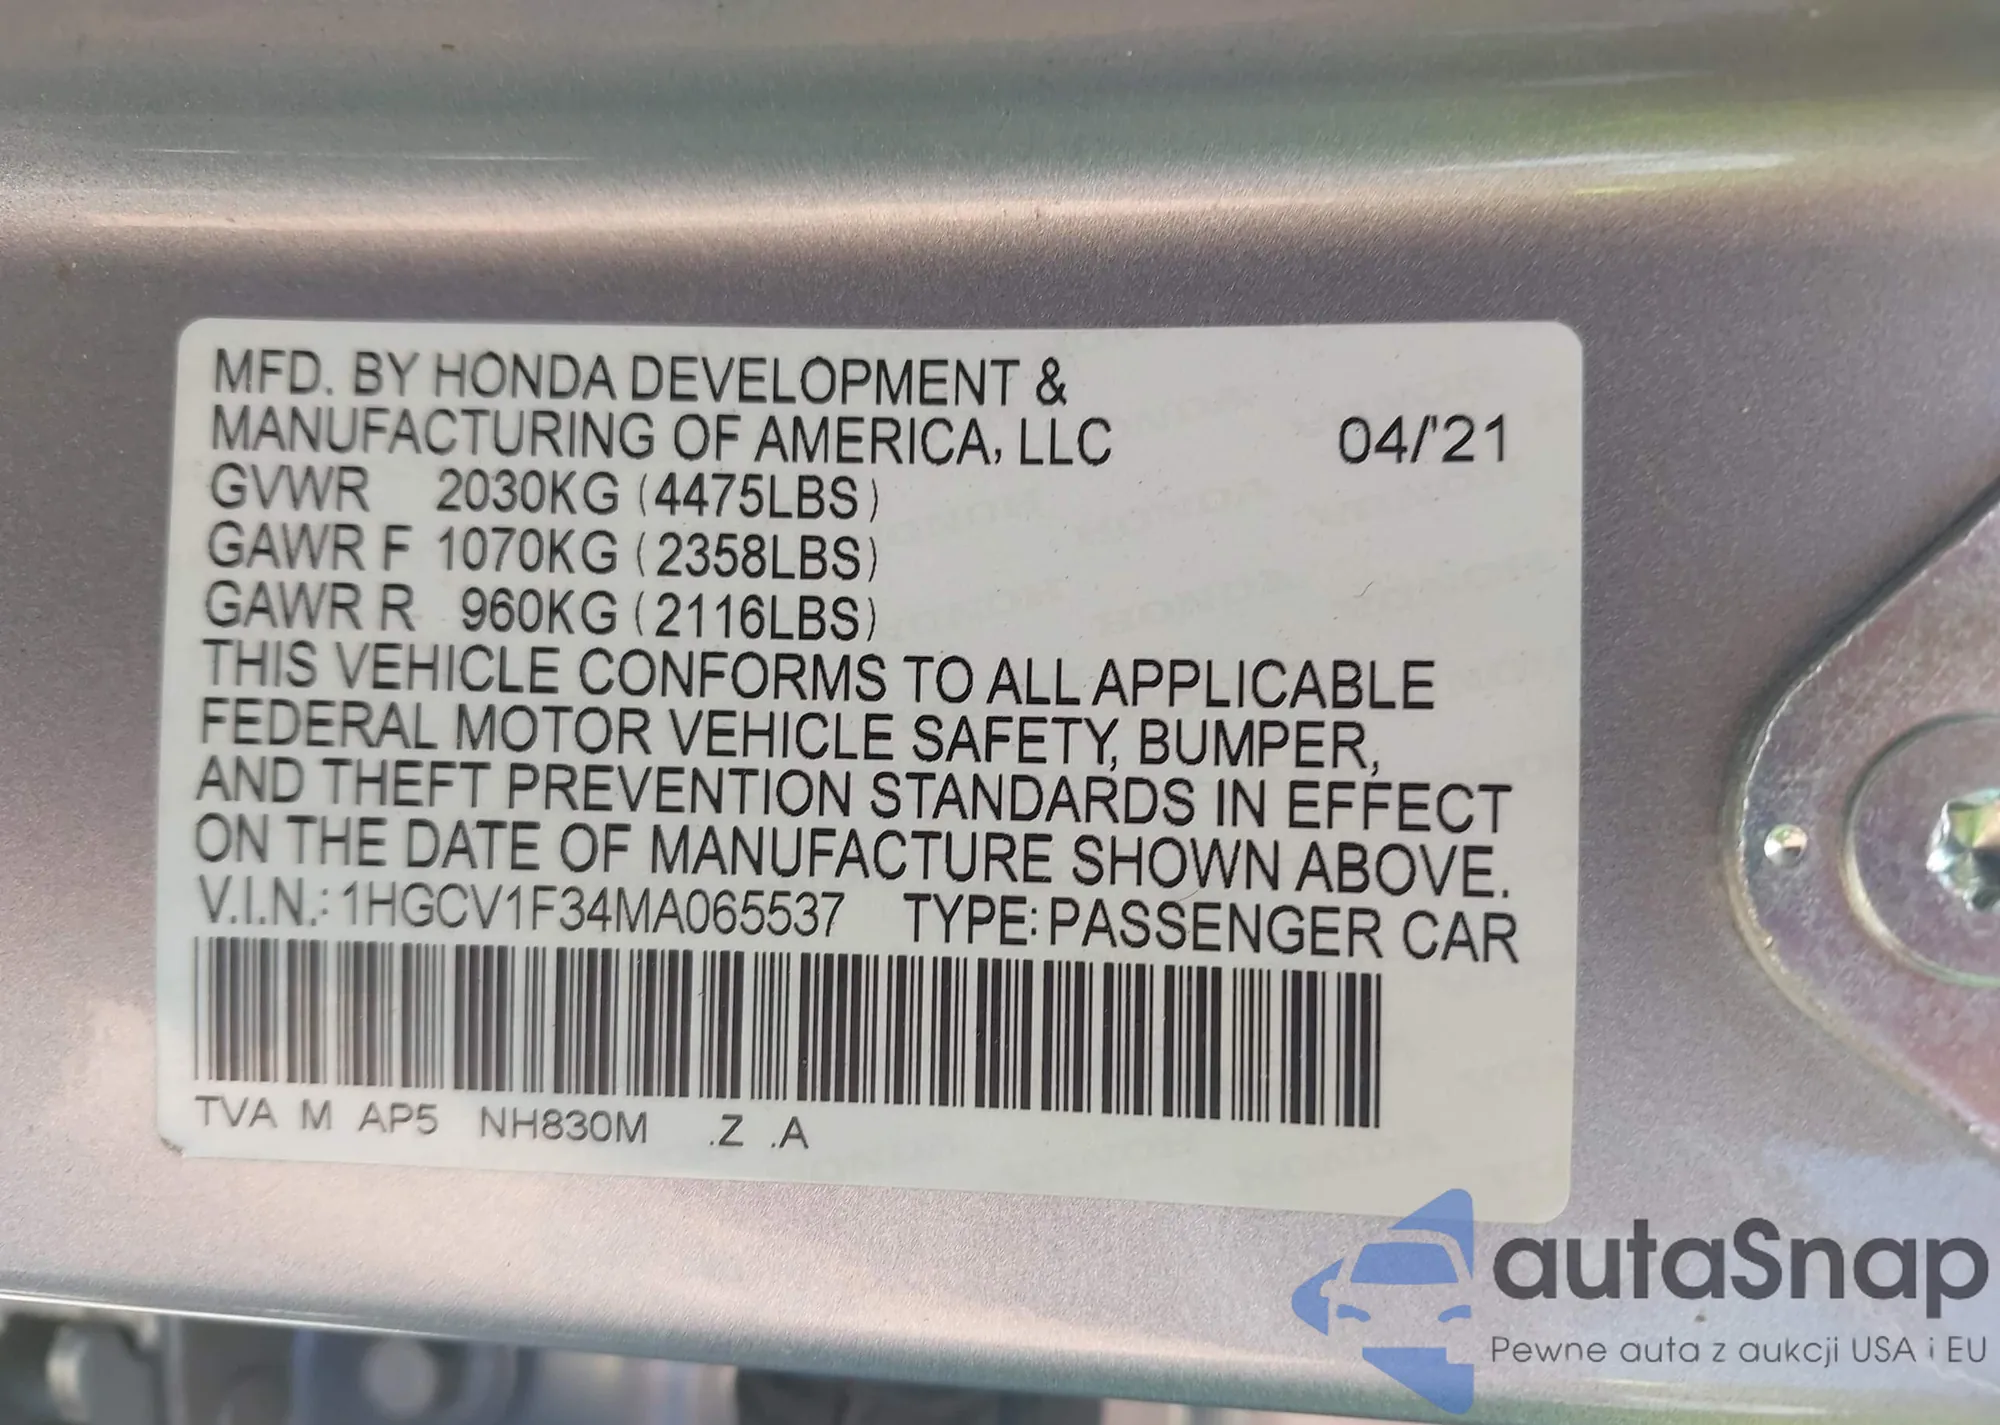 MFD. BY HONDA DEVELOPMENT &
MANUFACTURING OF AMERICA, LLC 04/'21
GVWR 2030KG (4475LBS)
GAWR F 1070KG (2358LBS)
GAWR R 960KG (2116LBS)
THIS VEHICLE CONFORMS TO ALL APPLICABLE
FEDERAL MOTOR VEHICLE SAFETY, BUMPER,
AND THEFT PREVENTION STANDARDS IN EFFECT
ON THE DATE OF MANUFACTURE SHOWN ABOVE.
V.I.N.: 1HGCV1F34MA065537 TYPE: PASSENGER CAR
TVA M AP5 NH830M .Z .A
autaSnap
Pewne auta z aukcji USA i EU